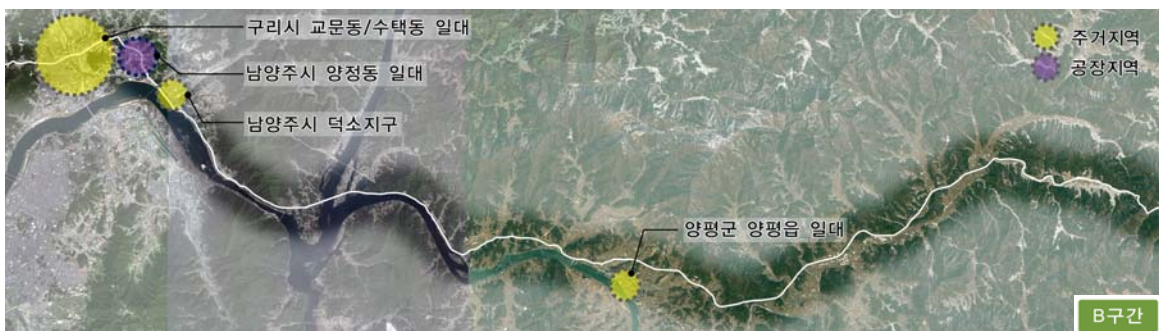 구리시 교문동/수택동 일대
남양주시 양정동 일대
남양주시 덕소지구
양평군 양평읍 일대
주거지역
공장지역
B구간